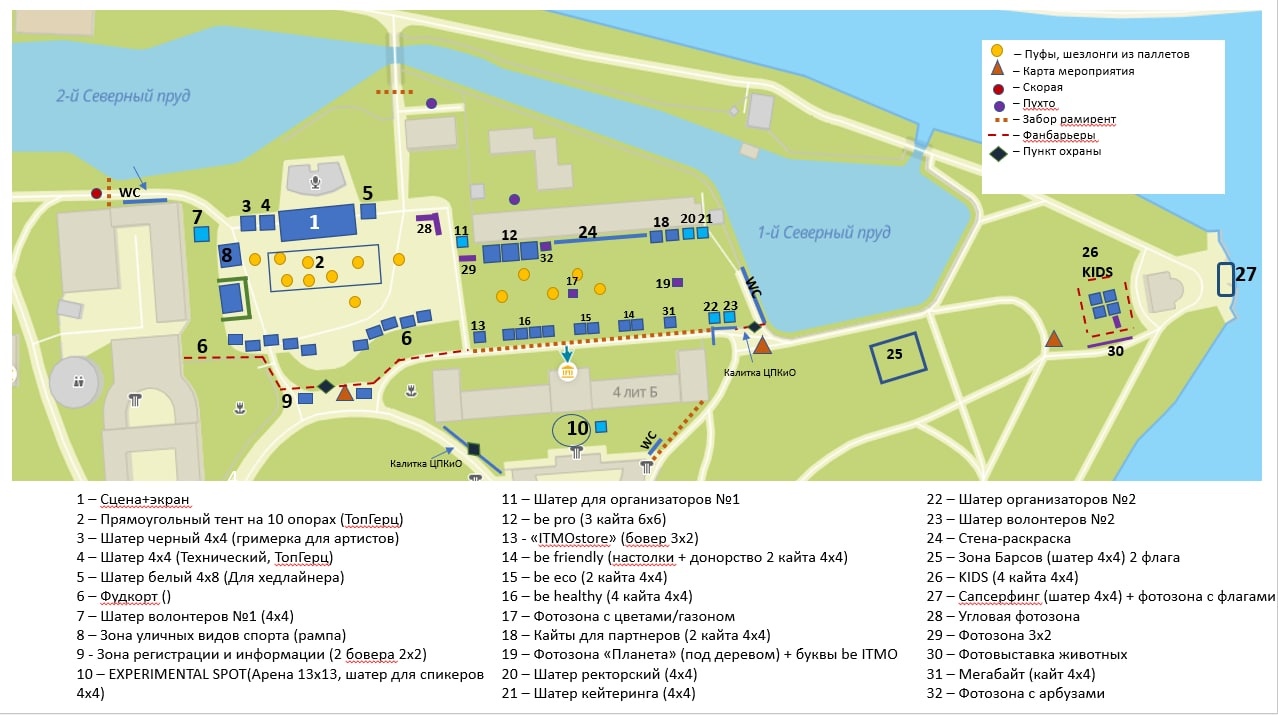 2-й Северный пруд
– Пуфы, шезлонги из паллетов
– Карта мероприятия
– Скорая
– Пухто
– Забор рамирент
– Фанбарьеры
– Пункт охраны
WC
7
3
4
1
5
28
8
2
11
29
12
32
24
18
20
21
1-й Северный пруд
26
KIDS
27
17
19
WC
13
16
15
14
31
22
23
6
6
25
30
9
Калитка ЦПКиО
4 лит Б
10
WC
Калитка ЦПКиО
4
1 – Сцена+экран
2 – Прямоугольный тент на 10 опорах (ТопГерц)
3 – Шатер черный 4х4 (гримерка для артистов)
4 – Шатер 4х4 (Технический, ТопГерц)
5 – Шатер белый 4х8 (Для хедлайнера)
6 – Фудкорт ()
7 – Шатер волонтеров №1 (4х4)
8 – Зона уличных видов спорта (рампа)
9 - Зона регистрации и информации (2 бовера 2х2)
10 – EXPERIMENTAL SPOT(Арена 13х13, шатер для спикеров
4х4)
11 – Шатер для организаторов №1
12 – be pro (3 кайта 6х6)
13 - «ITMOstore» (бовер 3х2)
14 – be friendly (настолки + донорство 2 кайта 4х4)
15 – be eco (2 кайта 4х4)
16 – be healthy (4 кайта 4х4)
17 – Фотозона с цветами/газоном
18 – Кайты для партнеров (2 кайта 4х4)
19 – Фотозона «Планета» (под деревом) + буквы be ITMO
20 – Шатер ректорский (4х4)
21 – Шатер кейтеринга (4х4)
22 – Шатер организаторов №2
23 – Шатер волонтеров №2
24 – Стена-раскраска
25 – Зона Барсов (шатер 4х4) 2 флага
26 – KIDS (4 кайта 4х4)
27 – Сапсерфинг (шатер 4х4) + фотозона с флагами
28 – Угловая фотозона
29 – Фотозона 3х2
30 – Фотовыставка животных
31 – Мегабайт (кайт 4х4)
32 – Фотозона с арбузами